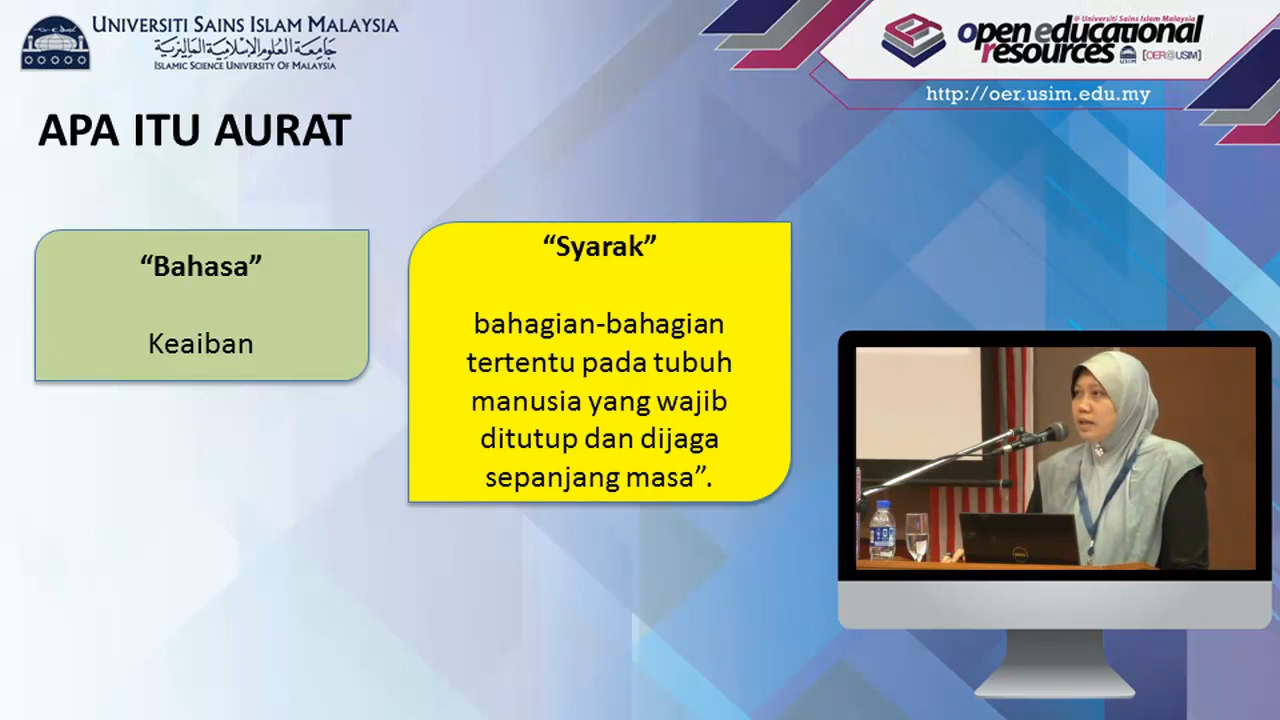 UNIVERSITI SAINS ISLAM MALAYSIA
جامعة العلوم الإسلامية الماليزية
ISLAMIC SCIENCE UNIVERSITY OF MALAYSIA
@ Universiti Sains Islam Malaysia
open educational
resources
USIM
[OER@USIM]
http://oer.usim.edu.my
APA ITU AURAT
“Bahasa”
Keaiban
“Syarak”
bahagian-bahagian
tertentu pada tubuh
manusia yang wajib
ditutup dan dijaga
sepanjang masa”.
DELL